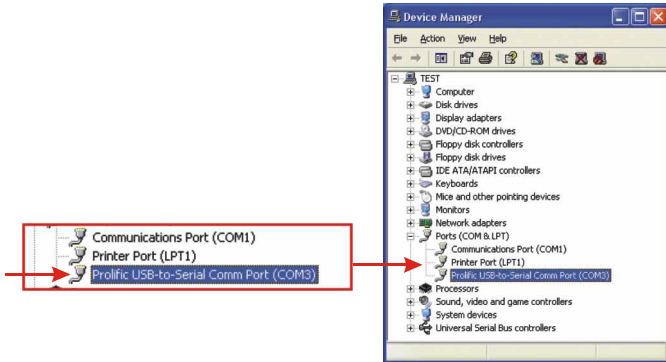 Communications Port (COM1)
Printer Port (LPT1)
Prolific USB-to-Serial Comm Port (COM3)
Device Manager
File Action View Help
TEST
Computer
Disk drives
Display adapters
DVD/CD-ROM drives
Floppy disk controllers
Floppy disk drives
IDE ATA/ATAPI controllers
Keyboards
Mice and other pointing devices
Monitors
Network adapters
Ports (COM & LPT)
Communications Port (COM1)
Printer Port (LPT1)
Prolific USB-to-Serial Comm Port (COM3)
Processors
Sound, video and game controllers
System devices
Universal Serial Bus controllers